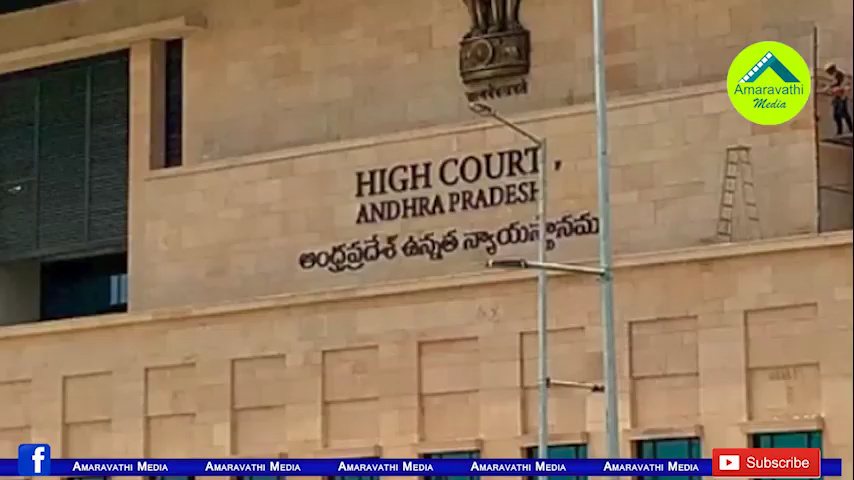 Amaravathi
Media
HIGH COURT
ANDHRA PRADESH
ఆంధ్రప్రదేశ్ ఉన్నత న్యాయస్థానము
f Amaravathi Media Amaravathi Media Amaravathi Media Amaravathi Media Amaravathi Media Subscribe